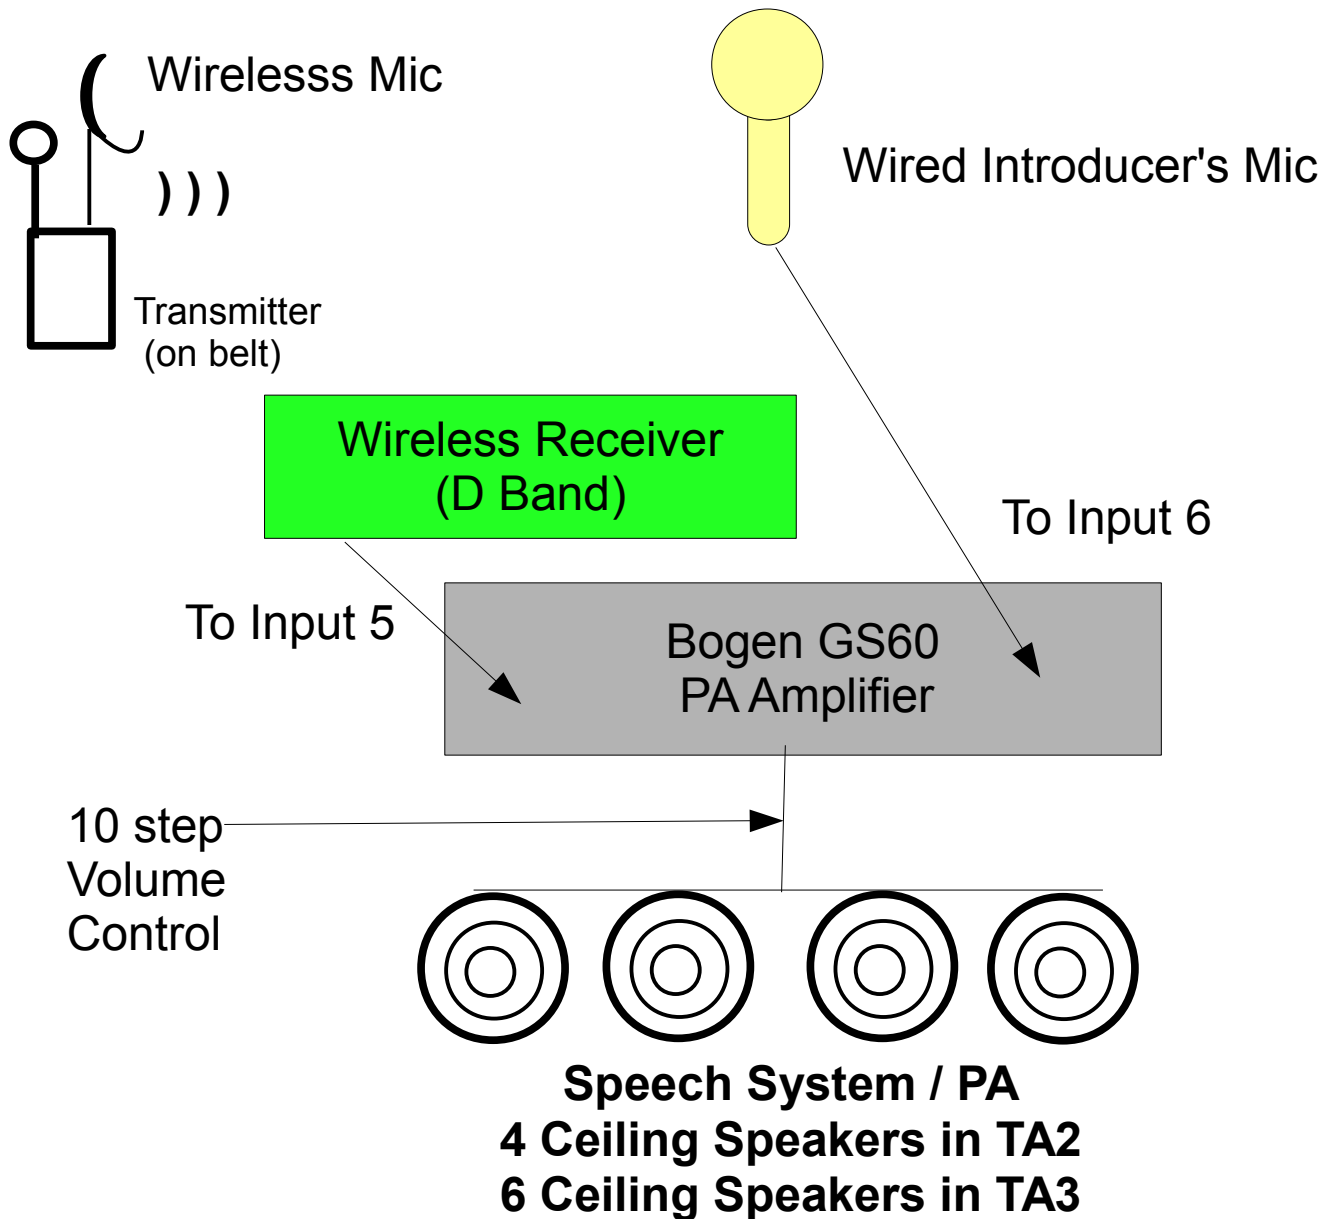 Wirelesss Mic
Wired Introducer's Mic
) ) )
Transmitter
(on belt)
Wireless Receiver
(D Band)
To Input 6
To Input 5
Bogen GS60
PA Amplifier
10 step
Volume
Control
Speech System / PA
4 Ceiling Speakers in TA2
6 Ceiling Speakers in TA3